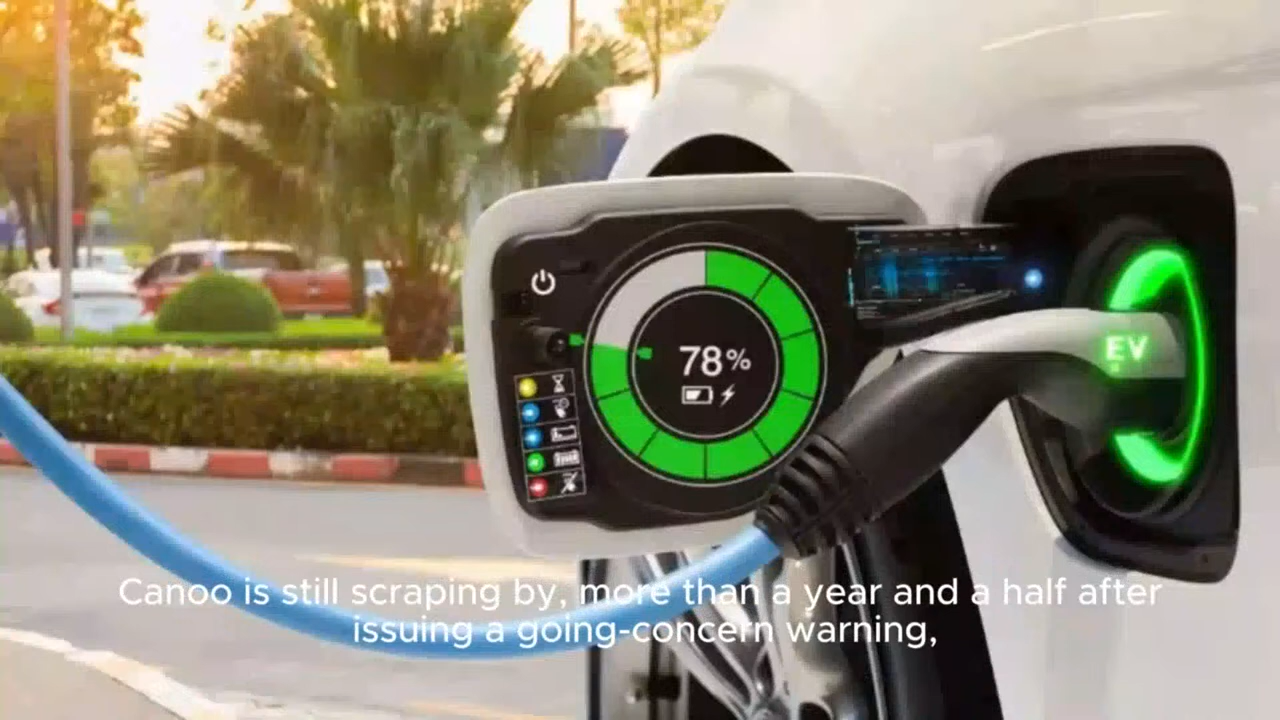 78%
EV
Canoo is still scraping by, more than a year and a half after
issuing a going-concern warning,